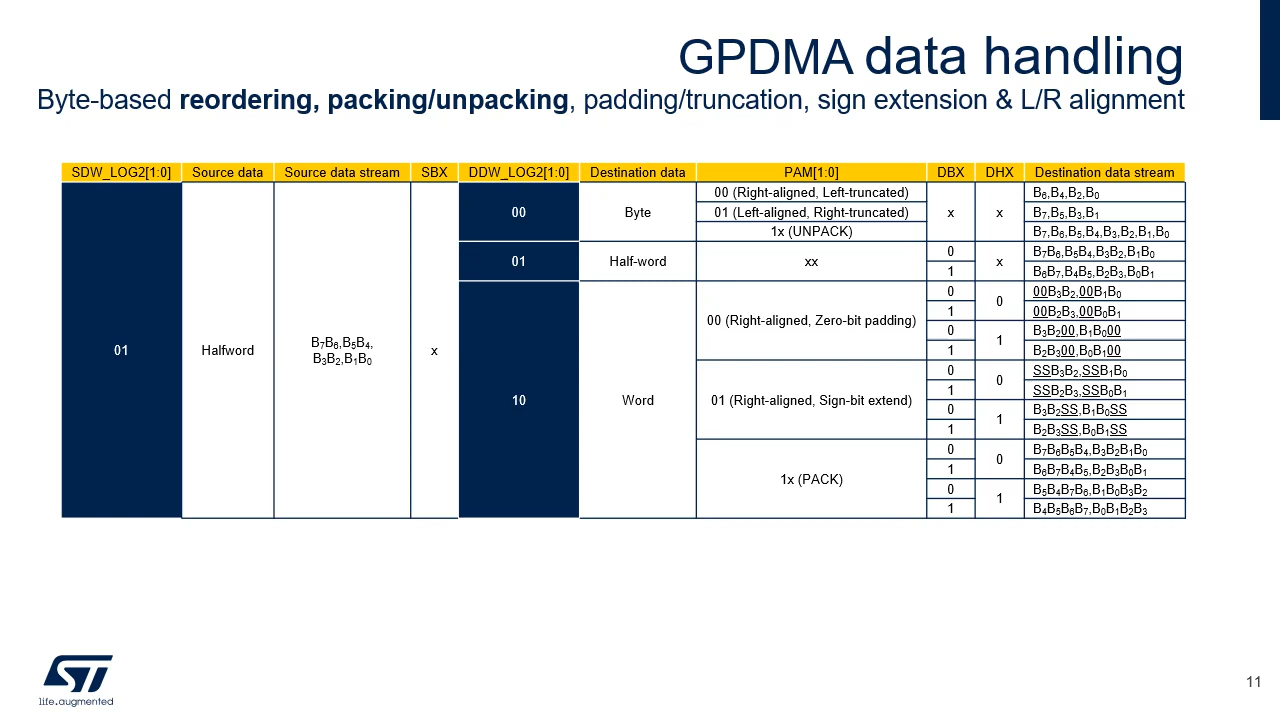 GPDMA data handling
Byte-based reordering, packing/unpacking, padding/truncation, sign extension & L/R alignment
SDW_LOG2[1:0] Source data Source data stream SBX DDW_LOG2[1:0] Destination data PAM[1:0] DBX DHX Destination data stream
01 Halfword B7B6,B5B4, B3B2,B1B0 x
00 Byte 00 (Right-aligned, Left-truncated) x x B6,B4,B2,B0
01 (Left-aligned, Right-truncated) B7,B5,B3,B1
1x (UNPACK) B7,B6,B5,B4,B3,B2,B1,B0
01 Half-word xx 0 x B7B6,B5B4,B3B2,B1B0
1 B6B7,B4B5,B2B3,B0B1
10 Word 00 (Right-aligned, Zero-bit padding) 0 0 00B3B2,00B1B0
1 00B2B3,00B0B1
0 1 B3B200,B1B000
1 B2B300,B0B100
01 (Right-aligned, Sign-bit extend) 0 0 SSB3B2,SSB1B0
1 SSB2B3,SSB0B1
0 1 B3B2SS,B1B0SS
1 B2B3SS,B0B1SS
1x (PACK) 0 0 B7B6B5B4,B3B2B1B0
1 B6B7B4B5,B2B3B0B1
0 1 B5B4B7B6,B1B0B3B2
1 B4B5B6B7,B0B1B2B3
ST
life.augmented
11